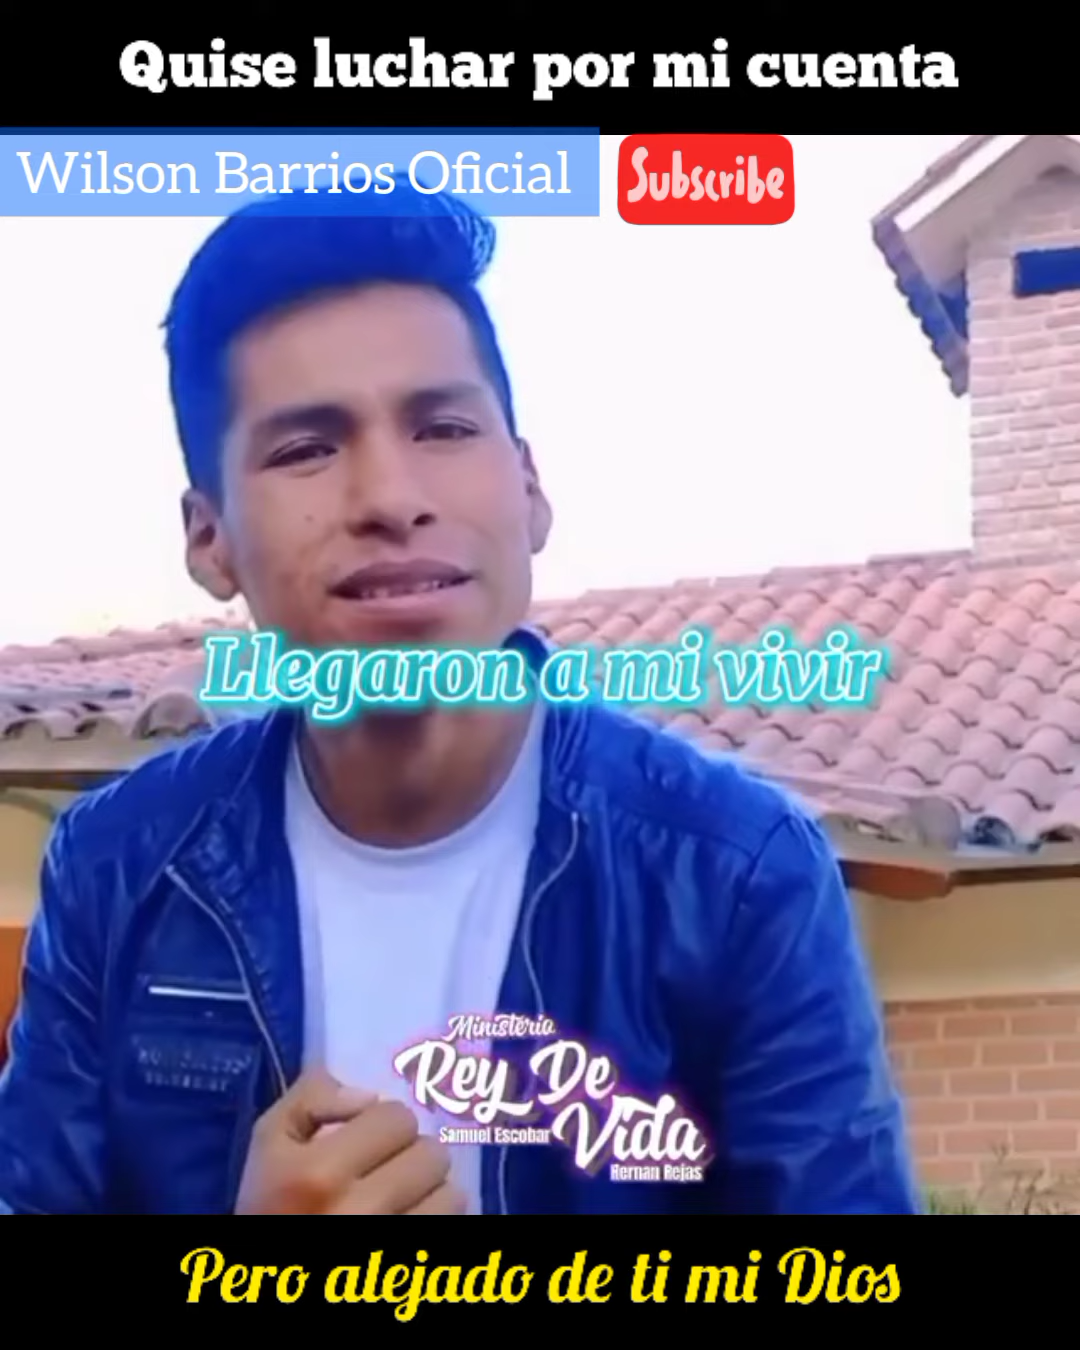 Quise luchar por mi cuenta
Wilson Barrios Oficial
Subscribe
Llegaron a mi vivir
Ministerio
Rey De
Vida
Samuel Escobar
Hernan Rejas
Pero alejado de ti mi Dios